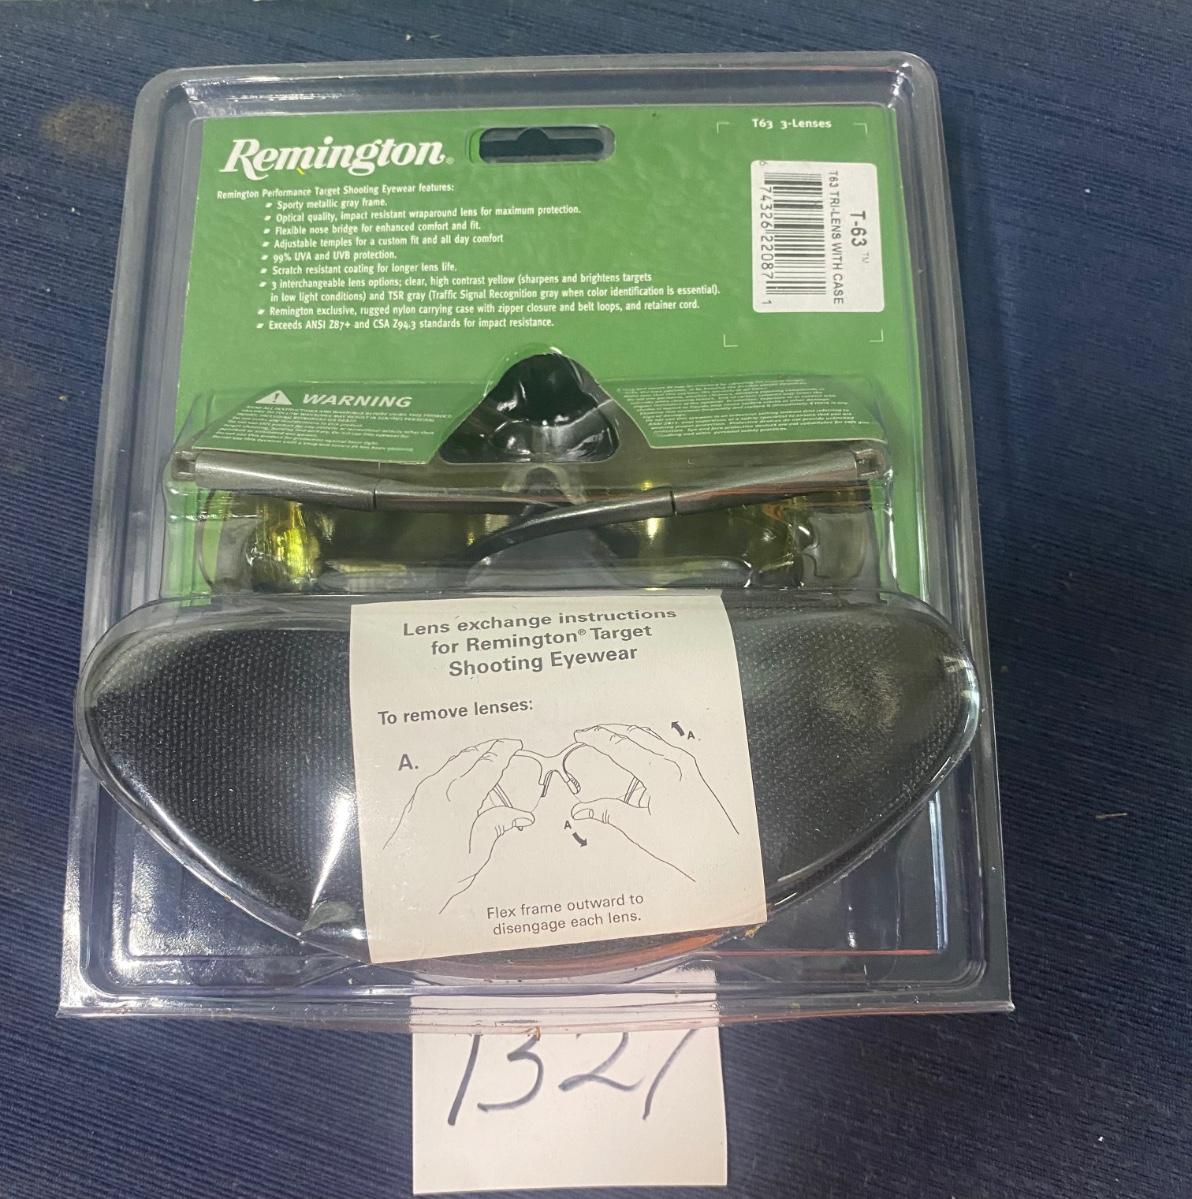 Remington®
T63 3-Lenses
Remington Performance Target Shooting Eyewear features:
Sporty metallic gray frame.
Optical quality, impact resistant wraparound lens for maximum protection.
Flexible nose bridge for enhanced comfort and fit.
Adjustable temples for a custom fit and all day comfort
99% UVA and UVB protection.
Scratch resistant coating for longer lens life.
3 interchangeable lens options; clear, high contrast yellow (sharpens and brightens targets
in low light conditions) and TSR gray (Traffic Signal Recognition gray when color identification is essential).
Remington exclusive, rugged nylon carrying case with zipper closure and belt loops, and retainer cord.
Exceeds ANSI Z87+ and CSA Z94.3 standards for impact resistance.
T-63™
T63 TRI-LENS WITH CASE
6 74326 22087 1
WARNING
Lens exchange instructions
for Remington® Target
Shooting Eyewear
To remove lenses:
A.
A.
A
Flex frame outward to
disengage each lens.